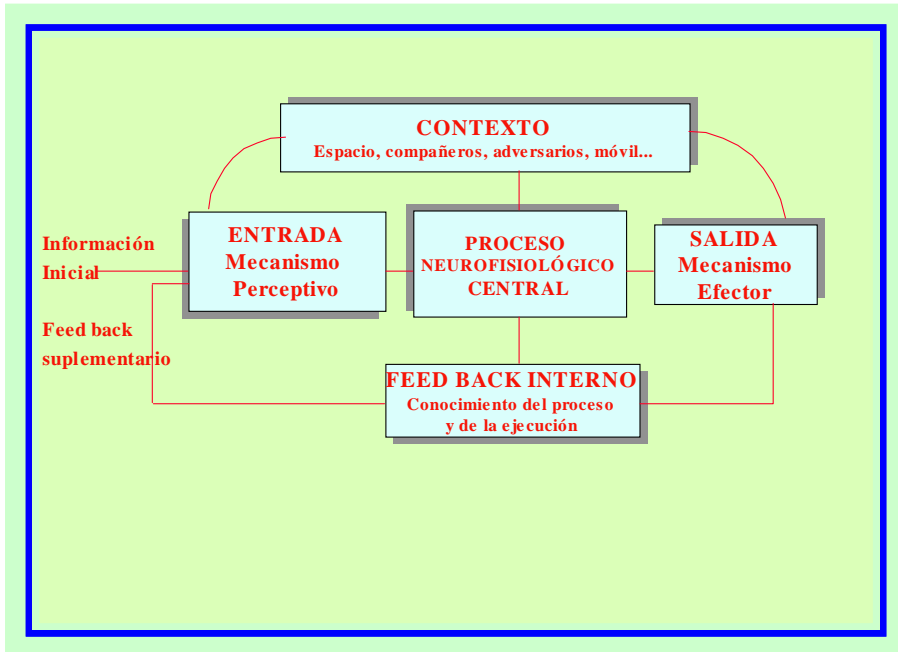 CONTEXTO
Espacio, compañeros, adversarios, móvil...
Información
Inicial
Feed back
suplementario
ENTRADA
Mecanismo
Perceptivo
PROCESO
NEUROFISIOLÓGICO
CENTRAL
SALIDA
Mecanismo
Efector
FEED BACK INTERNO
Conocimiento del proceso
y de la ejecución